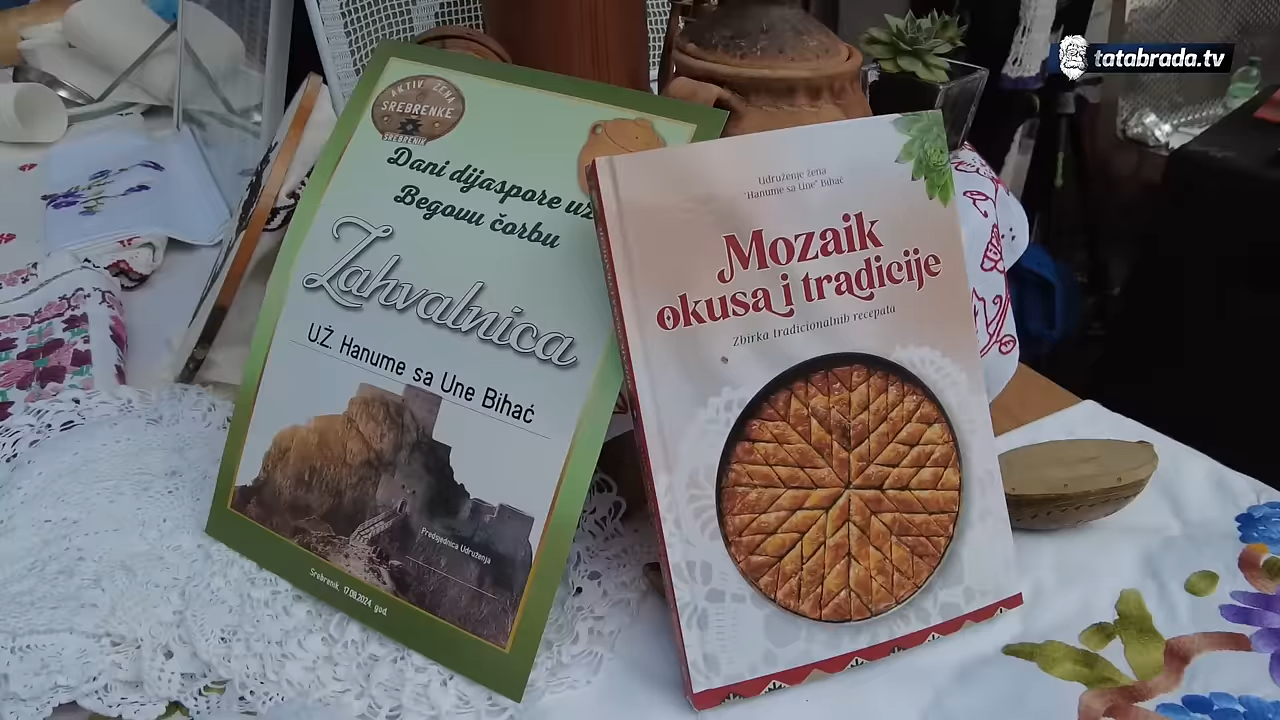 tatabrada.tv
AKTIV ŽENA
SREBRENKE
SREBRENIK
Dani dijaspore uz
Begovu čorbu
Zahvalnica
UŽ. Hanume sa Une Bihać
Predsjednica Udruženja
Srebrenik, 17.08.2024. god.
Udruženje žena
"Hanume sa Une" Bihać
Mozaik
okusa i tradicije
Zbirka tradicionalnih recepata